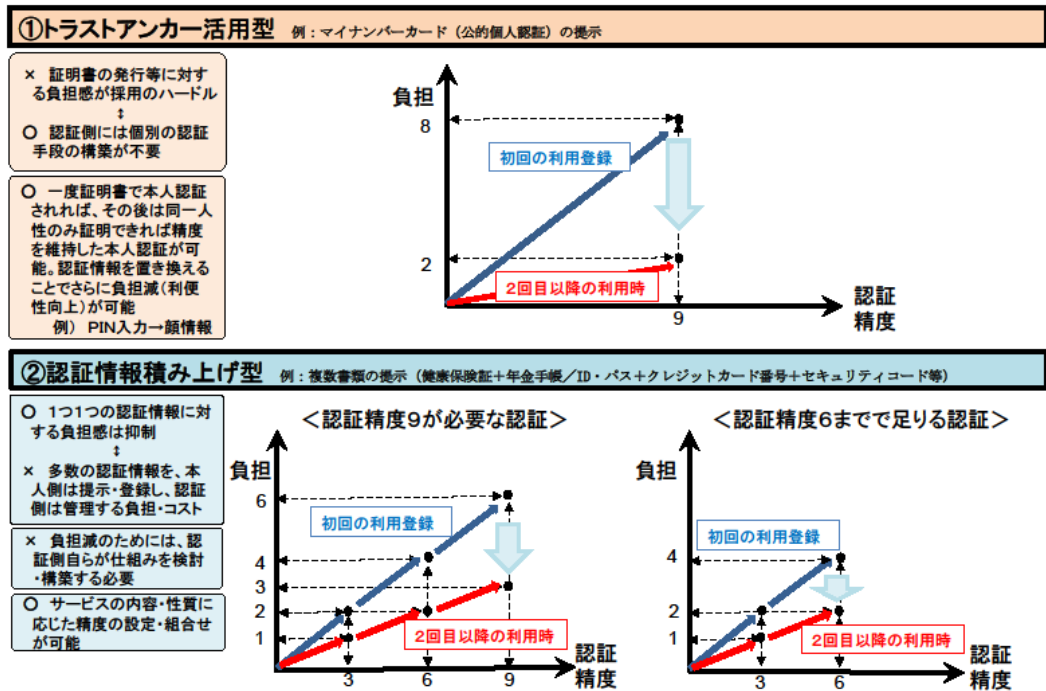 ①トラストアンカー活用型 例：マイナンバーカード（公的個人認証）の提示
× 証明書の発行等に対す
る負担感が採用のハードル
↕
○ 認証側には個別の認証
手段の構築が不要
○ 一度証明書で本人認証
されれば、その後は同一人
性のみ証明できれば精度
を維持した本人認証が可
能。認証情報を置き換える
ことでさらに負担減（利便
性向上）が可能
例） PIN入力→顔情報
負担
8
初回の利用登録
2
2回目以降の利用時
9
認証
精度
②認証情報積み上げ型 例：複数書類の提示（健康保険証＋年金手帳／ID・パス＋クレジットカード番号＋セキュリティコード等）
○ 1つ1つの認証情報に対
する負担感は抑制
↕
× 多数の認証情報を、本
人側は提示・登録し、認証
側は管理する負担・コスト
× 負担減のためには、認
証側自らが仕組みを検討
・構築する必要
○ サービスの内容・性質に
応じた精度の設定・組合せ
が可能
＜認証精度9が必要な認証＞
負担
6
初回の利用登録
4
3
2
1
2回目以降の利用時
3
6
9
認証
精度
＜認証精度6までで足りる認証＞
負担
初回の利用登録
4
2
1
2回目以降の利用時
3
6
認証
精度